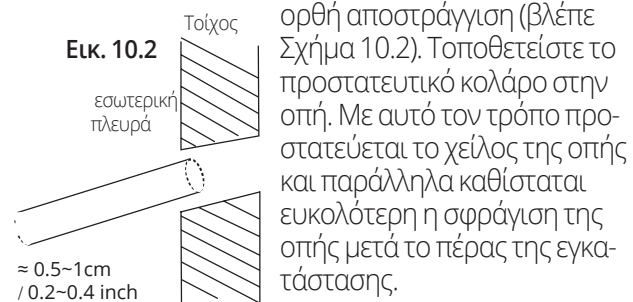 Τοίχος
Εικ. 10.2
εσωτερική
πλευρά
≈ 0.5~1cm
/ 0.2~0.4 inch
ορθή αποστράγγιση (βλέπε
Σχήμα 10.2). Τοποθετείστε το
προστατευτικό κολάρο στην
οπή. Με αυτό τον τρόπο προ-
στατεύεται το χείλος της οπής
και παράλληλα καθίσταται
ευκολότερη η σφράγιση της
οπής μετά το πέρας της εγκα-
τάστασης.